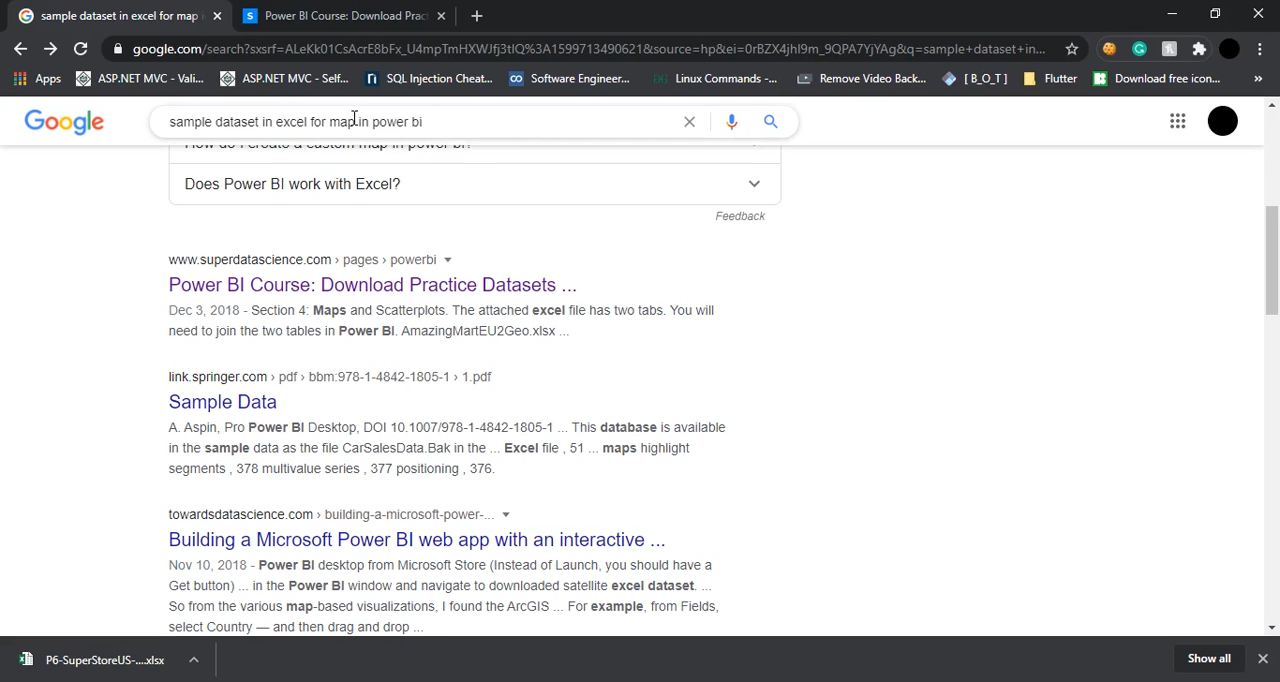 sample dataset in excel for map
Power BI Course: Download Pract
google.com/search?sxsrf=ALeKk01CsAcrE8bFx_U4mpTmHXWJfj3tIQ%3A1599713490621&source=hp&ei=0rBZX4jhI9m_9QPA7YjYAg&q=sample+dataset+in...
Apps ASP.NET MVC - Vali... ASP.NET MVC - Self... SQL Injection Cheat... Software Engineer... Linux Commands -... Remove Video Back... [ B_O_T ] Flutter Download free icon... »
Google
sample dataset in excel for map in power bi
How do I create a custom map in power bi?
Does Power BI work with Excel?
Feedback
www.superdatascience.com › pages › powerbi
Power BI Course: Download Practice Datasets ...
Dec 3, 2018 - Section 4: Maps and Scatterplots. The attached excel file has two tabs. You will
need to join the two tables in Power BI. AmazingMartEU2Geo.xlsx ...
link.springer.com › pdf › bbm:978-1-4842-1805-1 › 1.pdf
Sample Data
A. Aspin, Pro Power BI Desktop, DOI 10.1007/978-1-4842-1805-1 ... This database is available
in the sample data as the file CarSalesData.Bak in the ... Excel file , 51 ... maps highlight
segments , 378 multivalue series , 377 positioning , 376.
towardsdatascience.com › building-a-microsoft-power-...
Building a Microsoft Power BI web app with an interactive ...
Nov 10, 2018 - Power BI desktop from Microsoft Store (Instead of Launch, you should have a
Get button) ... in the Power BI window and navigate to downloaded satellite excel dataset. ...
So from the various map-based visualizations, I found the ArcGIS ... For example, from Fields,
select Country — and then drag and drop ...
P6-SuperStoreUS-....xlsx
Show all